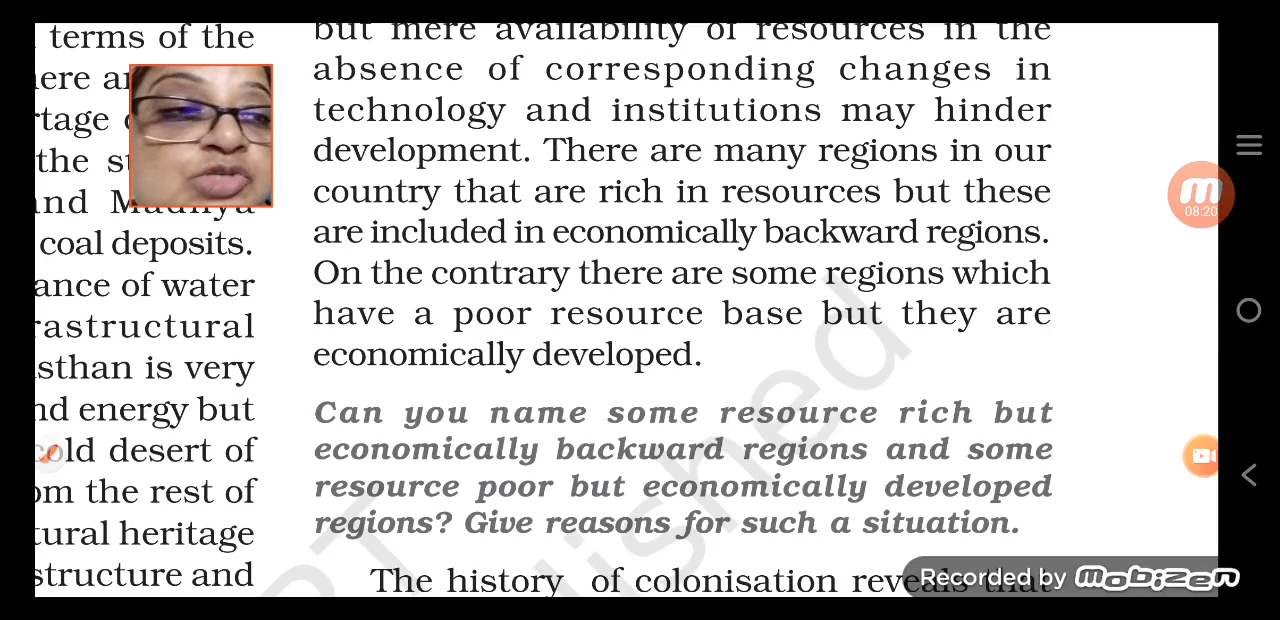 terms of the
rtage
the
coal deposits.
ance of water
rastructural
sthan is very
nd energy but
cold desert of
om the rest of
tural heritage
structure and
but mere availability of resources in the
absence of corresponding changes in
technology and institutions may hinder
development. There are many regions in our
country that are rich in resources but these
are included in economically backward regions.
On the contrary there are some regions which
have a poor resource base but they are
economically developed.
Can you name some resource rich but
economically backward regions and some
resource poor but economically developed
regions? Give reasons for such a situation.
The history of colonisation reveals that
08:20
Recorded by mobizen